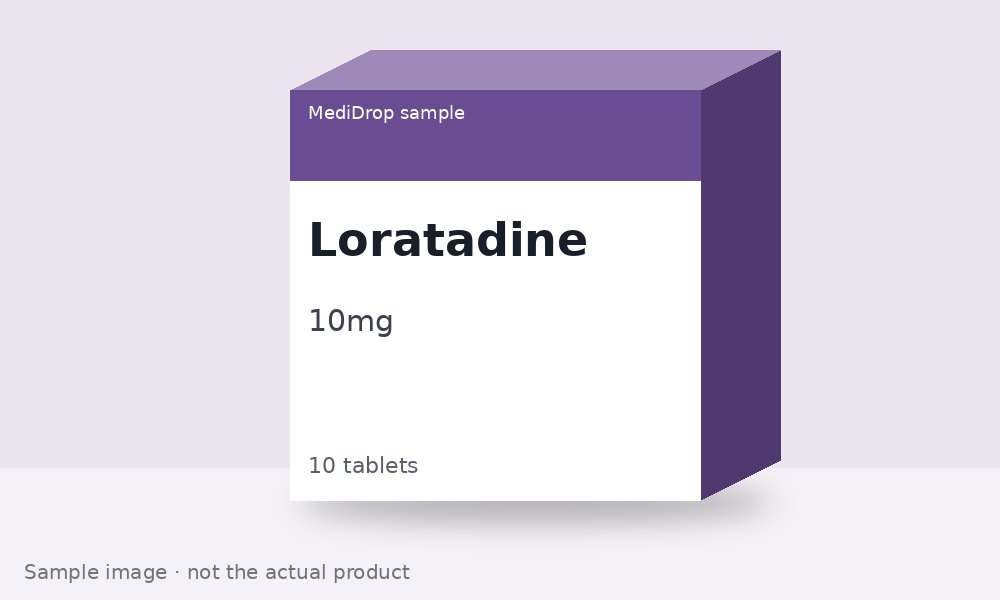 MediDrop sample
Loratadine
10mg
10 tablets
Sample image · not the actual product